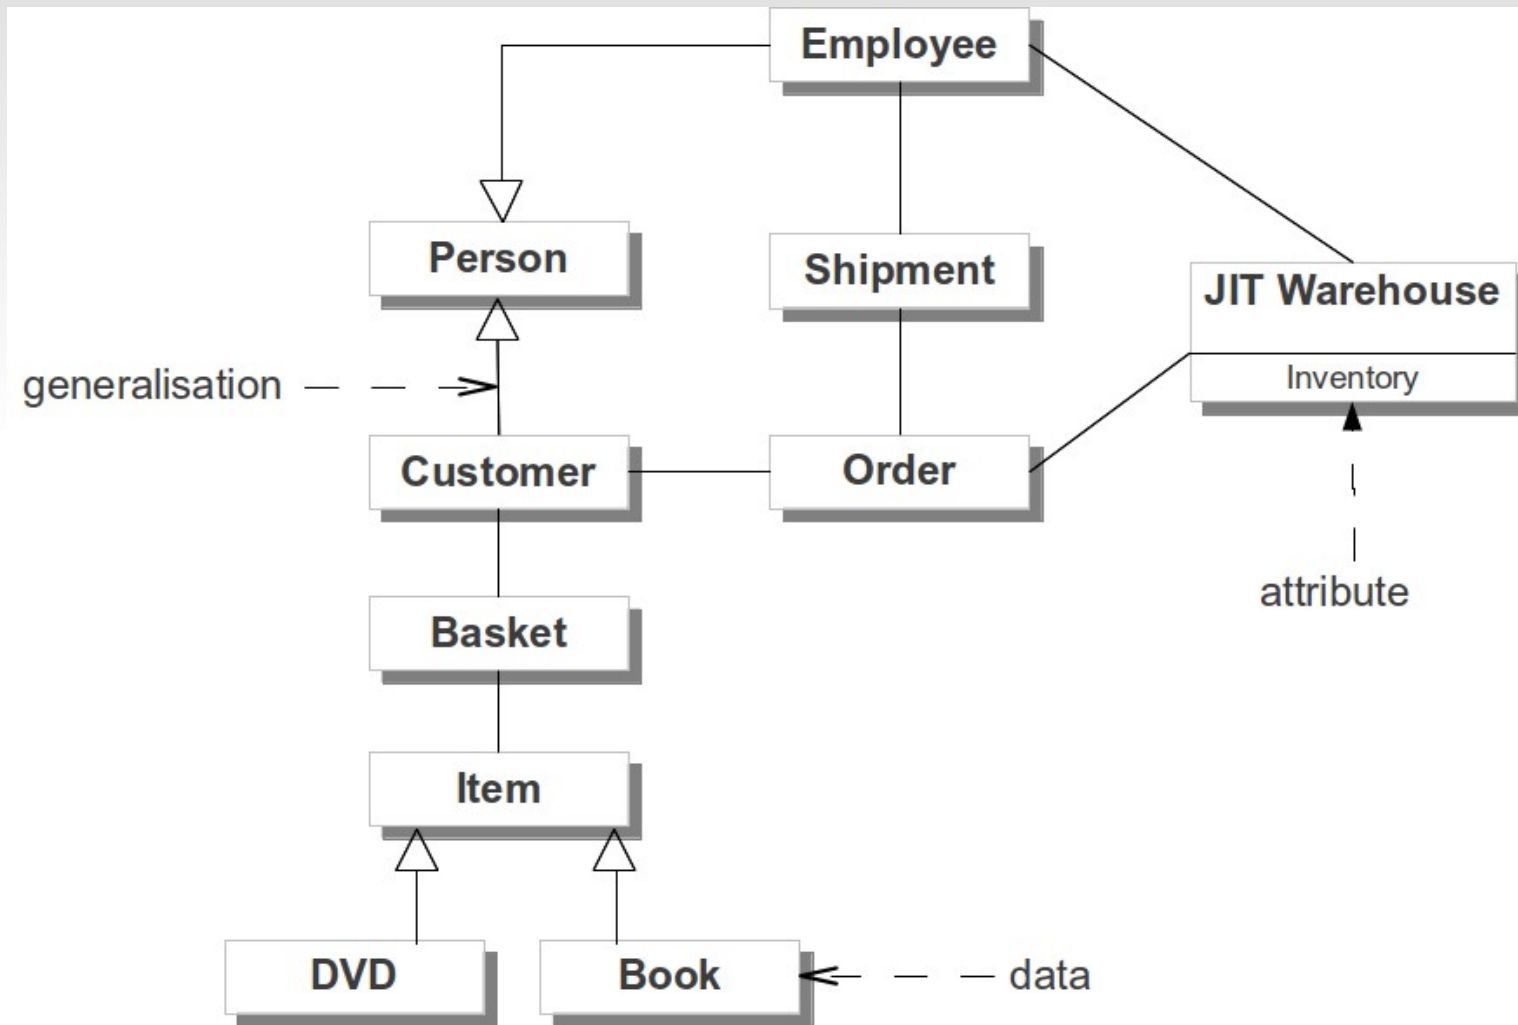 Employee
Person
Shipment
JIT Warehouse
Inventory
generalisation
Customer
Order
attribute
Basket
Item
DVD
Book
data